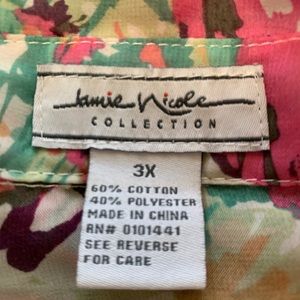 Jamie Nicole
COLLECTION
3X
60% COTTON
40% POLYESTER
MADE IN CHINA
RN# 0101441
SEE REVERSE
FOR CARE